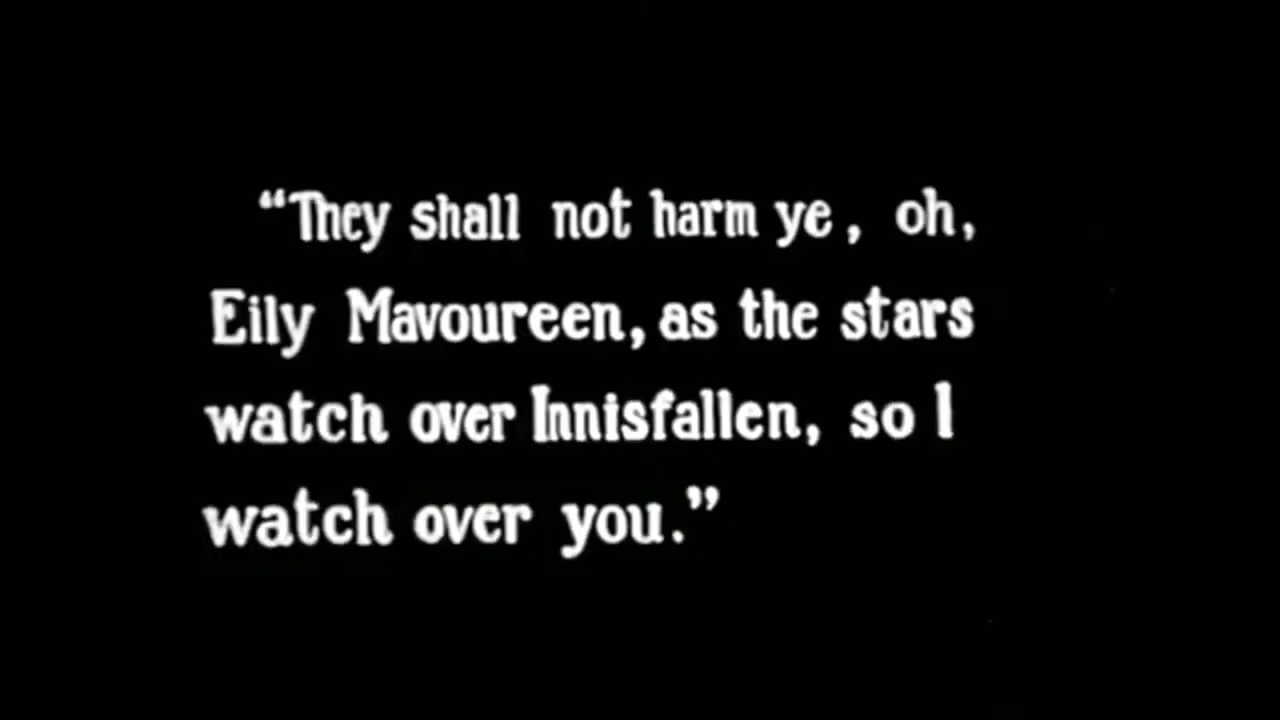 “They shall not harm ye, oh,
Eily Mavoureen, as the stars
watch over Innisfallen, so I
watch over you.”